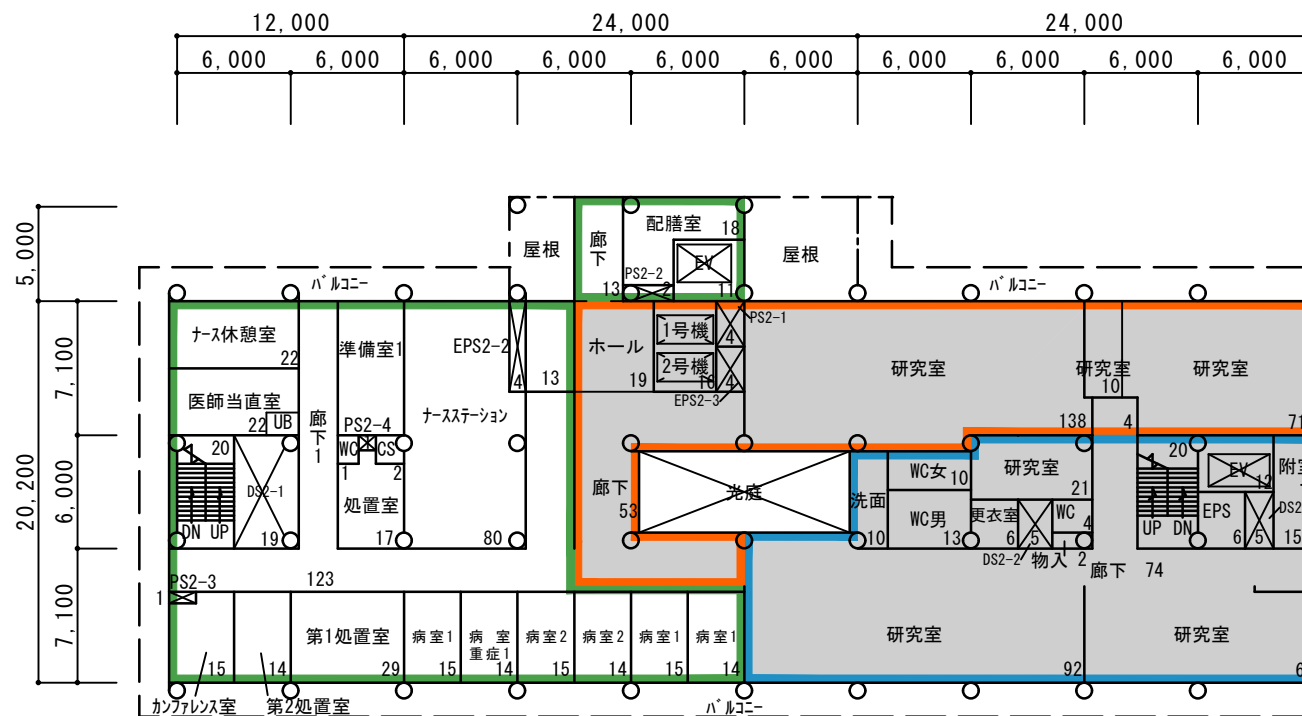 12,000 24,000 24,000
6,000 6,000 6,000 6,000 6,000 6,000 6,000 6,000 6,000 6,000
5,000
7,100
20,200
6,000
7,100
屋根
廊下
13
配膳室
18
PS2-2
2
EV
11
屋根
バルコニー
バルコニー
ナース休憩室
22
準備室1
EPS2-2
4
13
ホール
19
1号機
2号機
16
4
4
PS2-1
EPS2-3
研究室
138
研究室
10
4
研究室
71
医師当直室
22
UB
廊下1
PS2-4
WC
1
CS
2
ナースステーション
80
20
DN UP
DS2-1
19
処置室
17
廊下
53
光庭
洗面
10
WC女
10
WC男
13
研究室
21
更衣室
6
5
DS2-2
WC
4
物入
2
20
UP DN
EV
12
EPS
6
5
DS2
15
廊下 74
123
PS2-3
1
15
14
第1処置室
29
病室1
15
病室
重症1
14
病室2
15
病室2
14
病室1
15
病室1
14
研究室
92
研究室
6
カンファレンス室
第2処置室
バルコニー